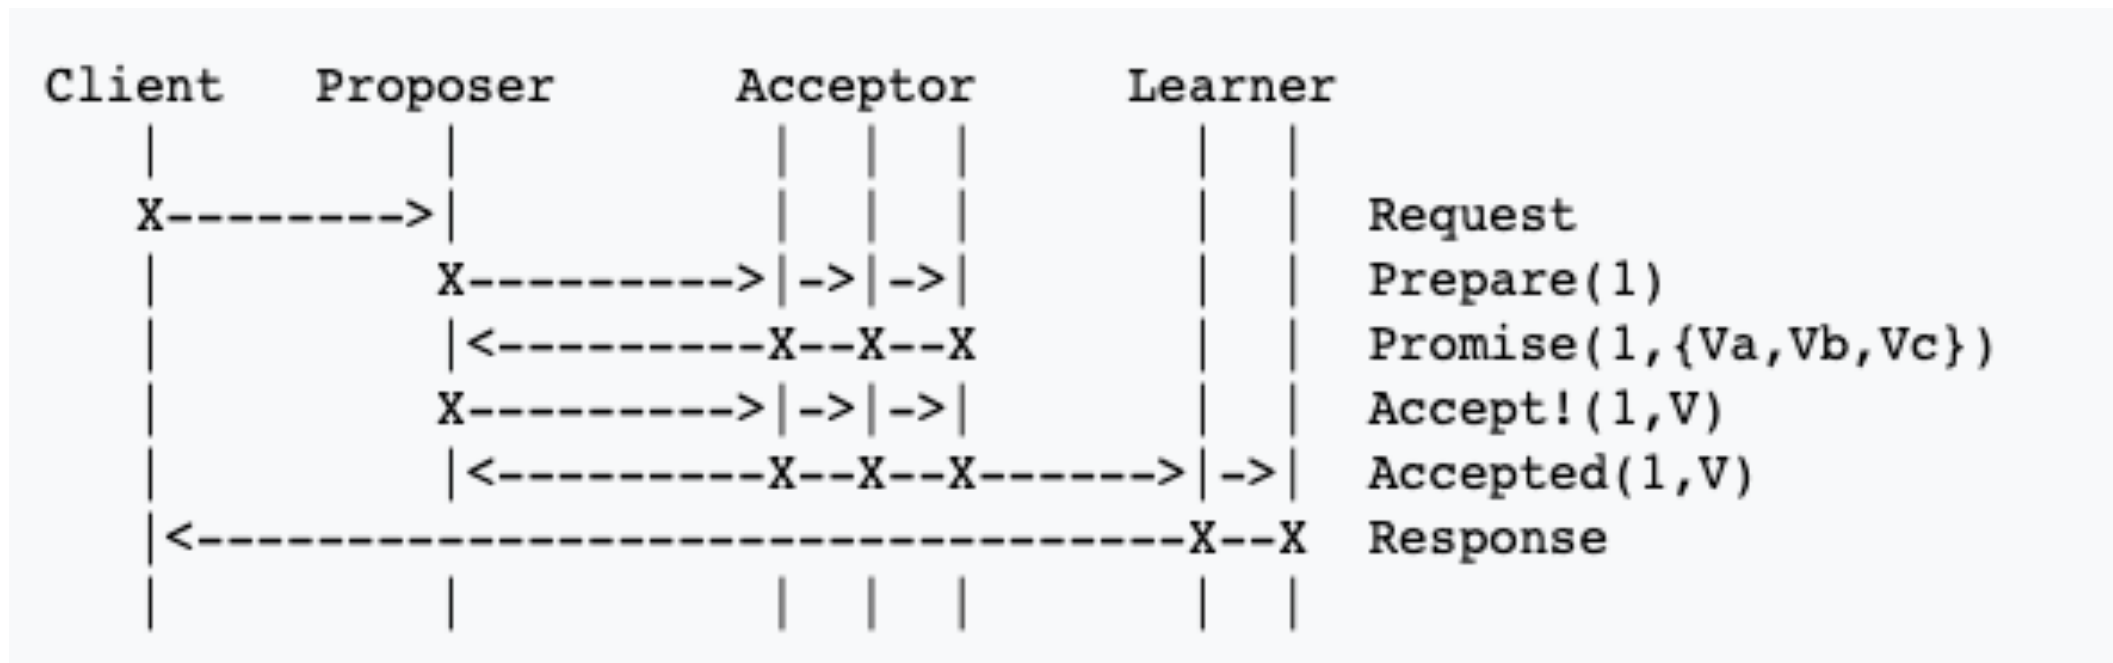 Client   Proposer      Acceptor     Learner
   |         |          |  |  |       |  |
   X-------->|          |  |  |       |  |  Request
   |         X--------->|->|->|       |  |  Prepare(1)
   |         |<---------X--X--X       |  |  Promise(1,{Va,Vb,Vc})
   |         X--------->|->|->|       |  |  Accept!(1,V)
   |         |<---------X--X--X------>|->|  Accepted(1,V)
   |<---------------------------------X--X  Response
   |         |          |  |  |       |  |